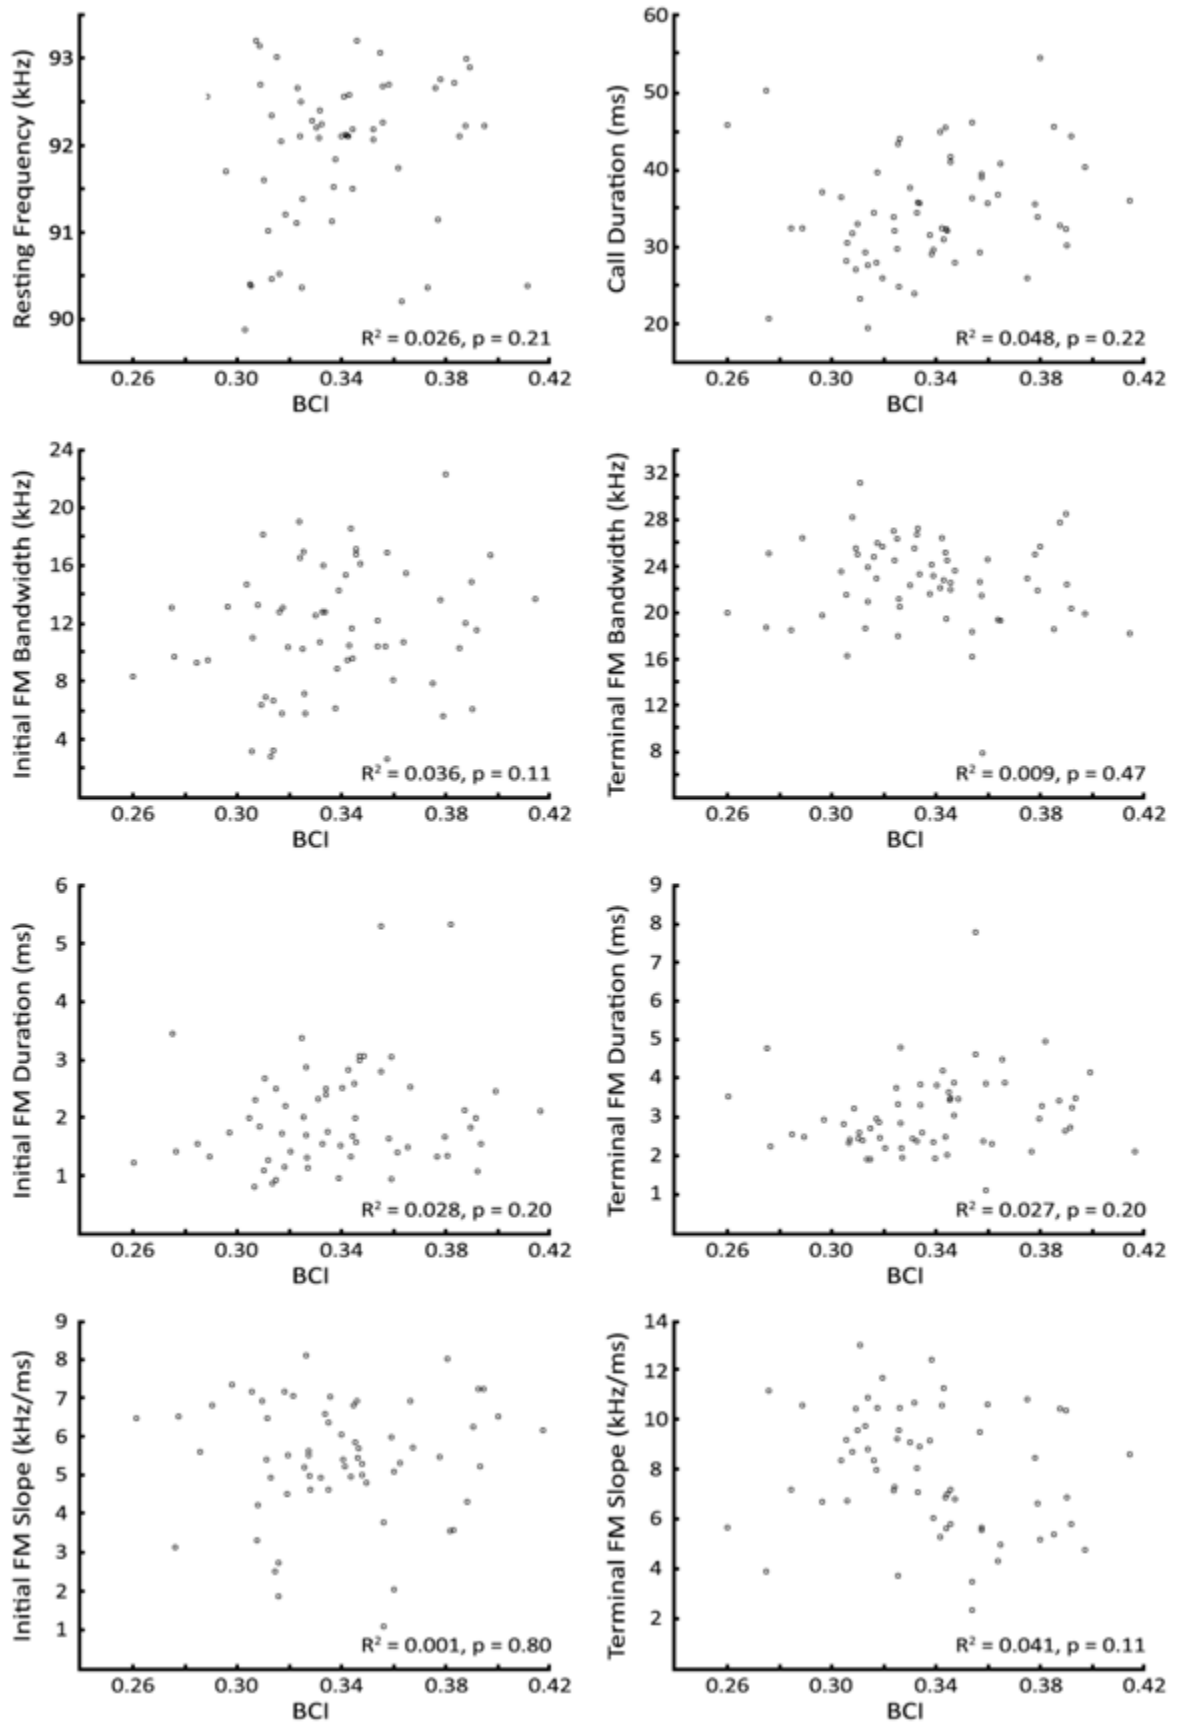 Resting Frequency (kHz)
93
92
91
90
R² = 0.026, p = 0.21
0.26 0.30 0.34 0.38 0.42
BCI
Call Duration (ms)
60
50
40
30
20
R² = 0.048, p = 0.22
0.26 0.30 0.34 0.38 0.42
BCI
Initial FM Bandwidth (kHz)
24
20
16
12
8
4
R² = 0.036, p = 0.11
0.26 0.30 0.34 0.38 0.42
BCI
Terminal FM Bandwidth (kHz)
32
28
24
20
16
12
8
R² = 0.009, p = 0.47
0.26 0.30 0.34 0.38 0.42
BCI
Initial FM Duration (ms)
6
5
4
3
2
1
R² = 0.028, p = 0.20
0.26 0.30 0.34 0.38 0.42
BCI
Terminal FM Duration (ms)
9
8
7
6
5
4
3
2
1
R² = 0.027, p = 0.20
0.26 0.30 0.34 0.38 0.42
BCI
Initial FM Slope (kHz/ms)
9
8
7
6
5
4
3
2
1
R² = 0.001, p = 0.80
0.26 0.30 0.34 0.38 0.42
BCI
Terminal FM Slope (kHz/ms)
14
12
10
8
6
4
2
R² = 0.041, p = 0.11
0.26 0.30 0.34 0.38 0.42
BCI